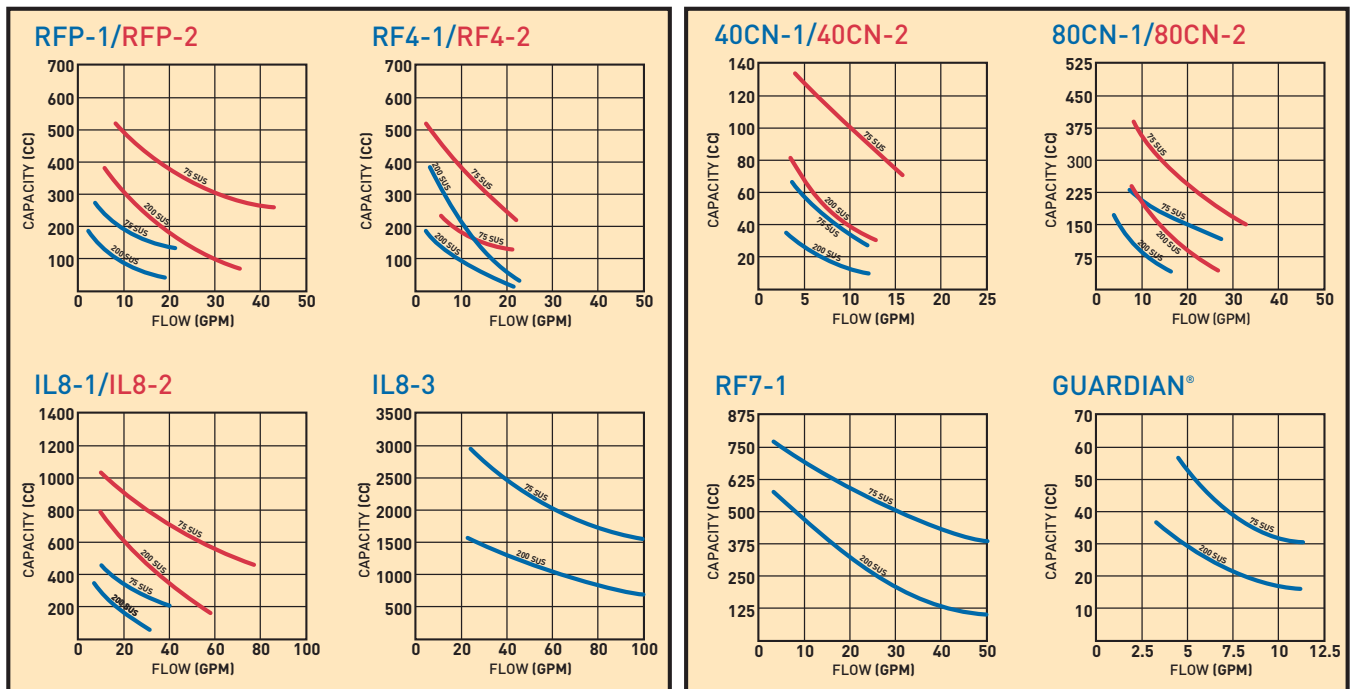 RFP-1/RFP-2
700
600
500
400
300
200
100
0 10 20 30 40 50
CAPACITY (CC)
FLOW (GPM)
75 SUS
200 SUS
75 SUS
200 SUS
RF4-1/RF4-2
700
600
500
400
300
200
100
0 10 20 30 40 50
CAPACITY (CC)
FLOW (GPM)
200 SUS
75 SUS
75 SUS
200 SUS
40CN-1/40CN-2
140
120
100
80
60
40
20
0 5 10 15 20 25
CAPACITY (CC)
FLOW (GPM)
75 SUS
200 SUS
75 SUS
200 SUS
80CN-1/80CN-2
525
450
375
300
225
150
75
0 10 20 30 40 50
CAPACITY (CC)
FLOW (GPM)
75 SUS
75 SUS
200 SUS
200 SUS
IL8-1/IL8-2
1400
1200
1000
800
600
400
200
0 20 40 60 80 100
CAPACITY (CC)
FLOW (GPM)
75 SUS
200 SUS
75 SUS
200 SUS
IL8-3
3500
3000
2500
2000
1500
1000
500
0 20 40 60 80 100
CAPACITY (CC)
FLOW (GPM)
75 SUS
200 SUS
RF7-1
875
750
625
500
375
250
125
0 10 20 30 40 50
CAPACITY (CC)
FLOW (GPM)
75 SUS
200 SUS
GUARDIAN®
70
60
50
40
30
20
10
0 2.5 5 7.5 10 12.5
CAPACITY (CC)
FLOW (GPM)
75 SUS
200 SUS